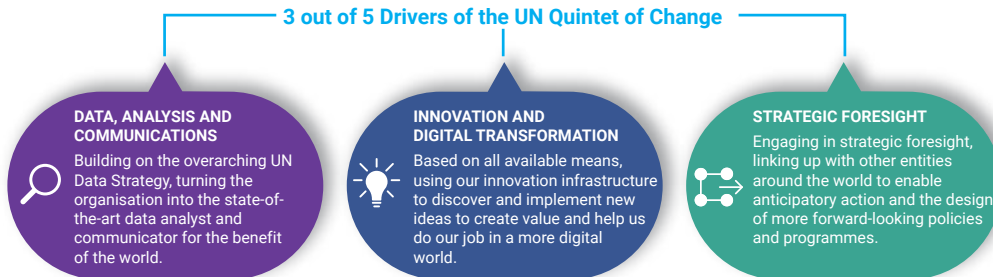 3 out of 5 Drivers of the UN Quintet of Change
DATA, ANALYSIS AND
COMMUNICATIONS
Building on the overarching UN
Data Strategy, turning the
organisation into the state-of-
the-art data analyst and
communicator for the benefit
of the world.
INNOVATION AND
DIGITAL TRANSFORMATION
Based on all available means,
using our innovation infrastructure
to discover and implement new
ideas to create value and help us
do our job in a more digital
world.
STRATEGIC FORESIGHT
Engaging in strategic foresight,
linking up with other entities
around the world to enable
anticipatory action and the design
of more forward-looking policies
and programmes.